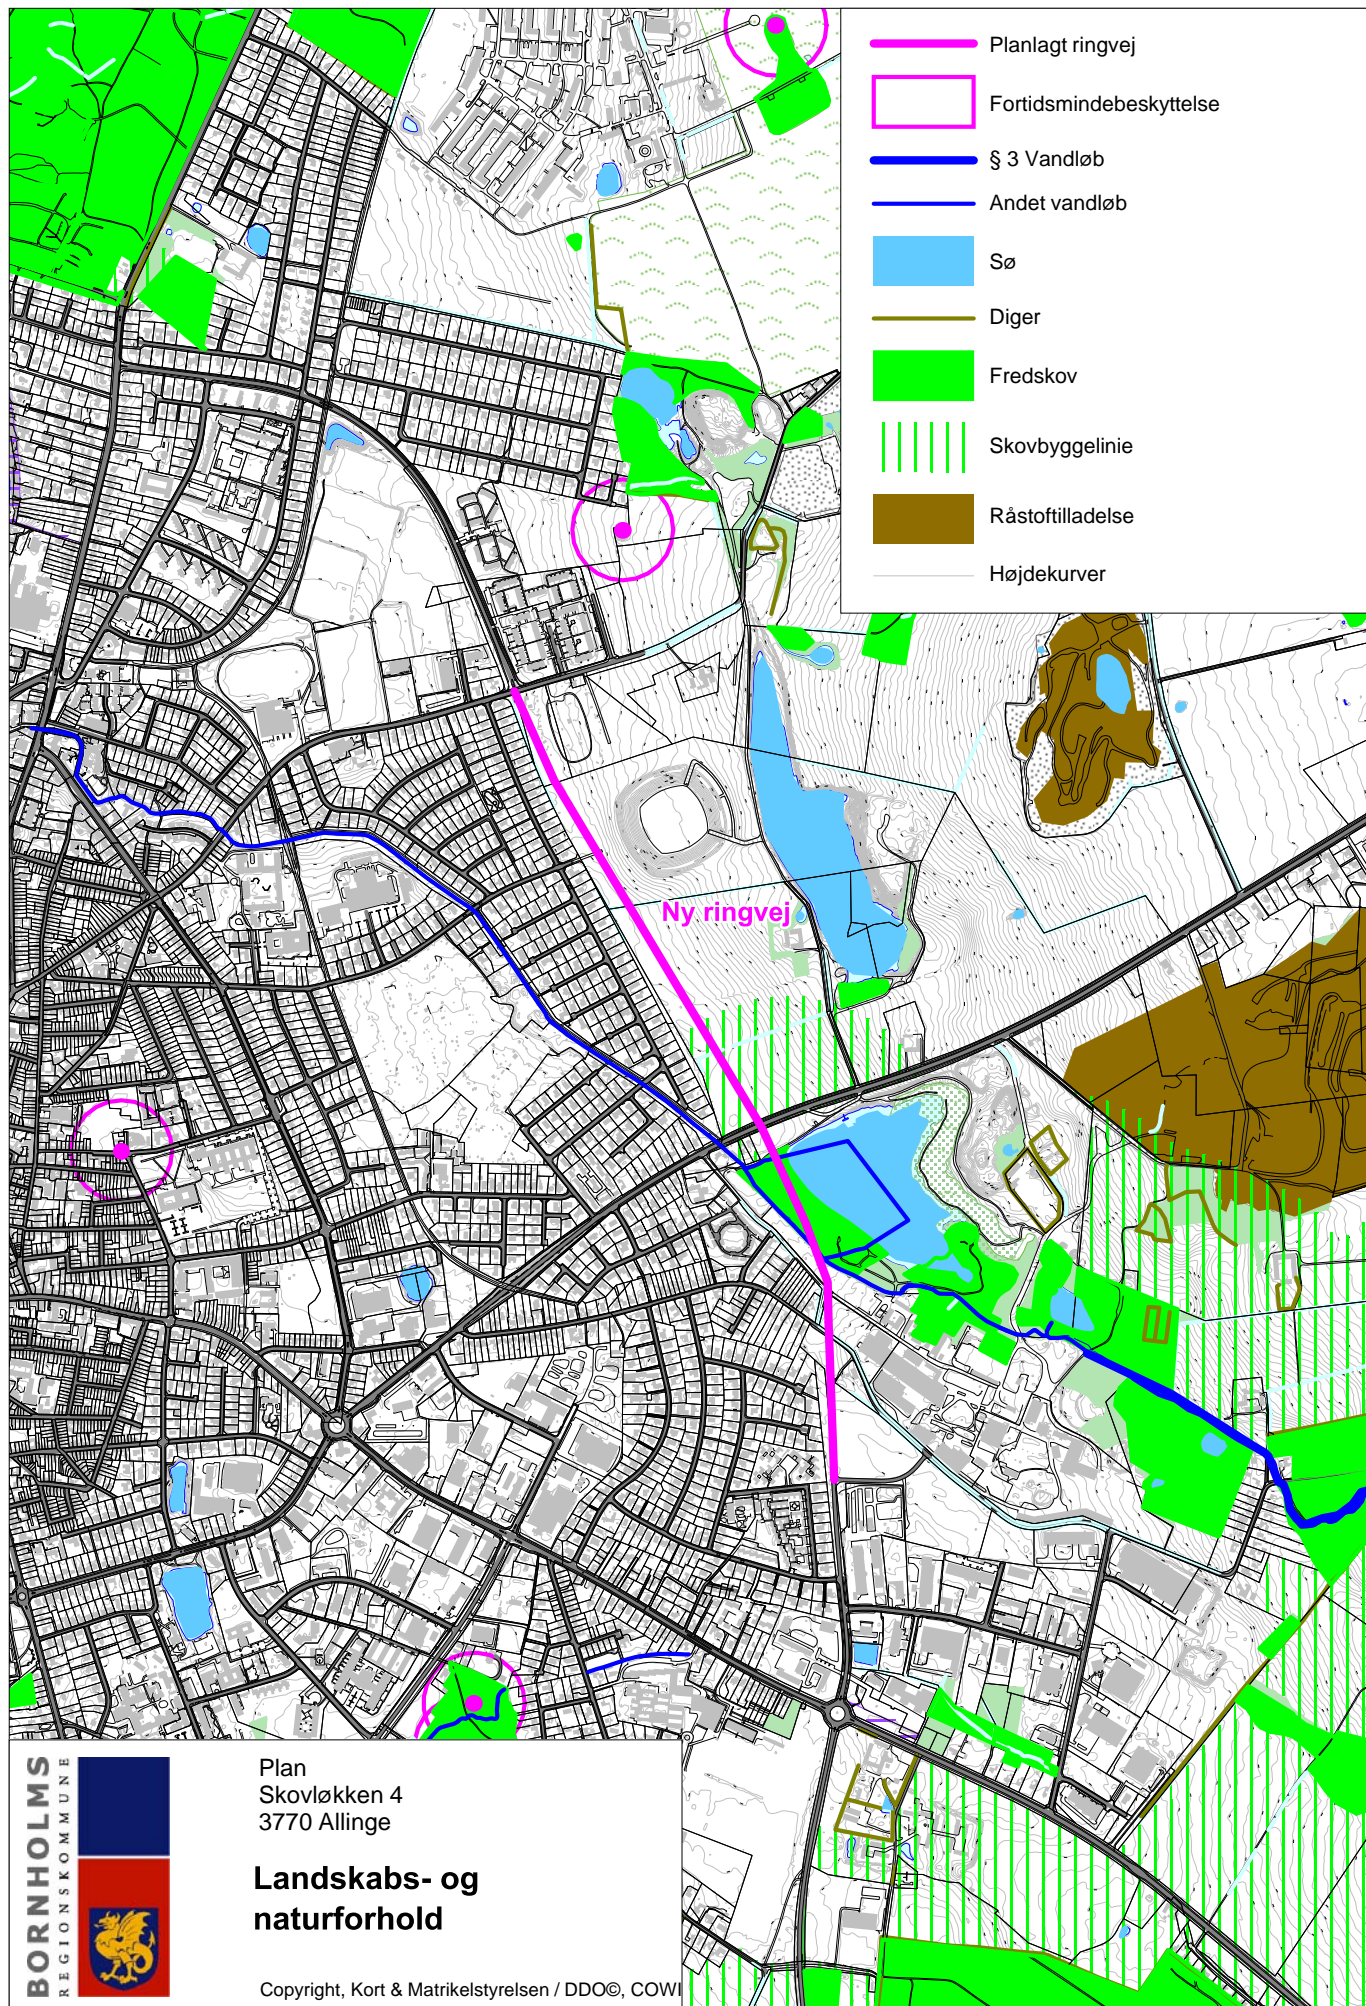 Planlagt ringvej
Fortidsmindebeskyttelse
§ 3 Vandløb
Andet vandløb
Sø
Diger
Fredskov
Skovbyggelinie
Råstoftilladelse
Højdekurver
Ny ringvej
BORNHOLMS
REGIONSKOMMUNE
Plan
Skovløkken 4
3770 Allinge
Landskabs- og
naturforhold
Copyright, Kort & Matrikelstyrelsen / DDO©, COWI